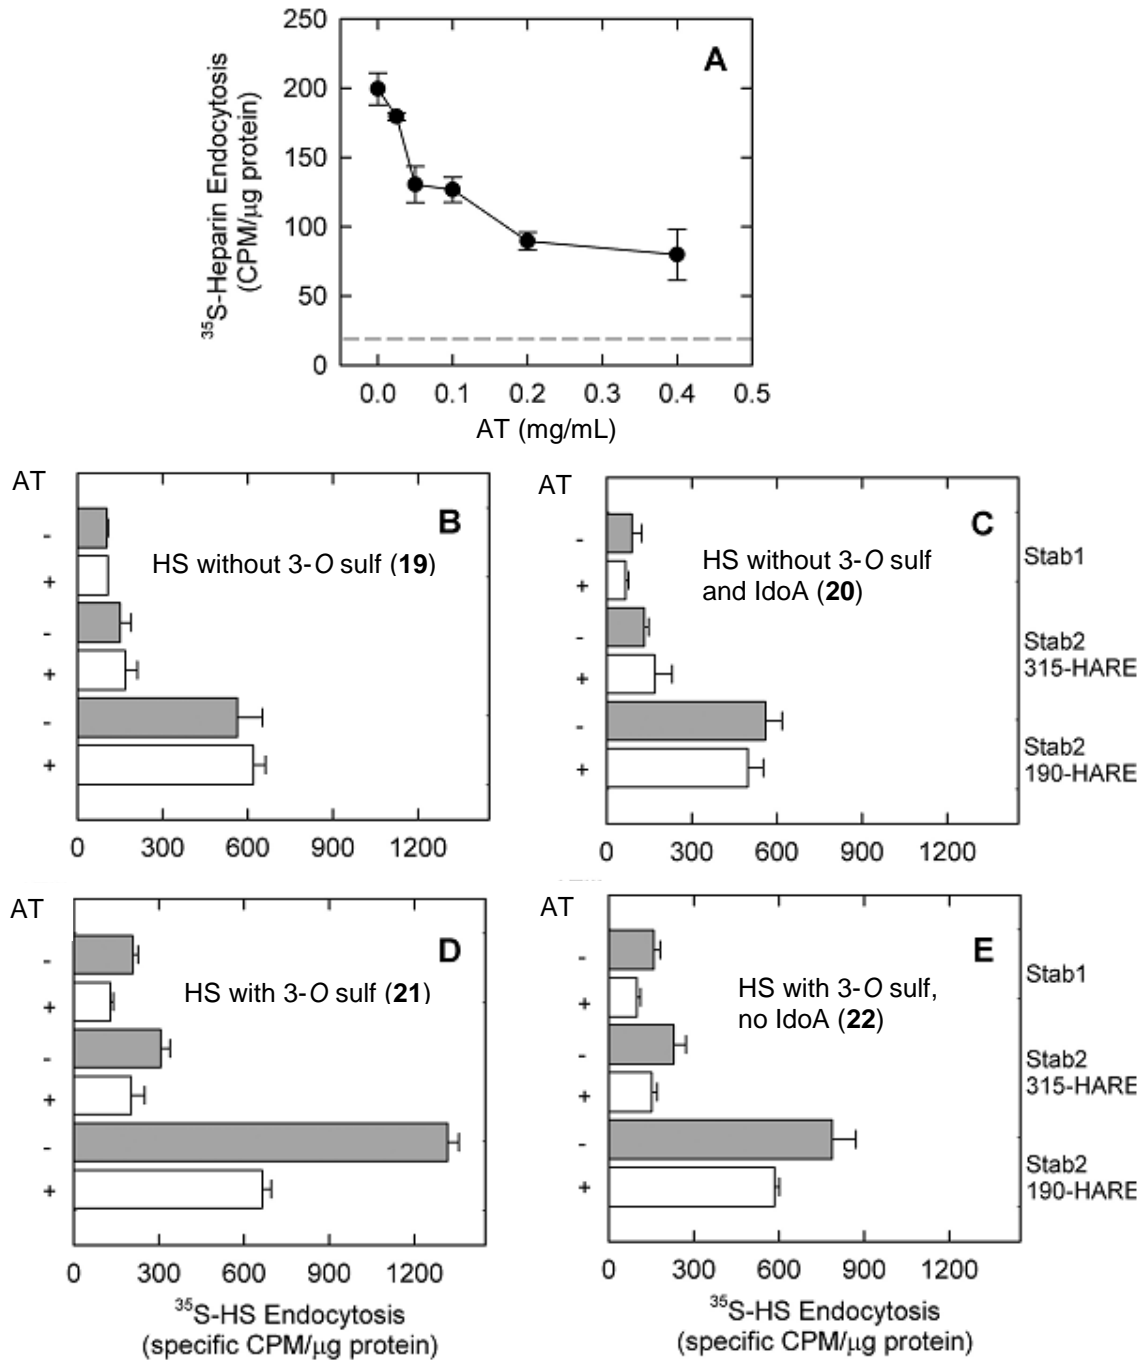 A
250
200
150
100
50
0
³⁵S-Heparin Endocytosis
(CPM/μg protein)
0.0 0.1 0.2 0.3 0.4 0.5
AT (mg/mL)
AT
B
HS without 3-O sulf (19)
-
+
-
+
-
+
0 300 600 900 1200
AT
C
HS without 3-O sulf
and IdoA (20)
-
+
-
+
-
+
Stab1
Stab2
315-HARE
Stab2
190-HARE
0 300 600 900 1200
AT
D
HS with 3-O sulf (21)
-
+
-
+
-
+
0 300 600 900 1200
³⁵S-HS Endocytosis
(specific CPM/μg protein)
AT
E
HS with 3-O sulf,
no IdoA (22)
-
+
-
+
-
+
Stab1
Stab2
315-HARE
Stab2
190-HARE
0 300 600 900 1200
³⁵S-HS Endocytosis
(specific CPM/μg protein)